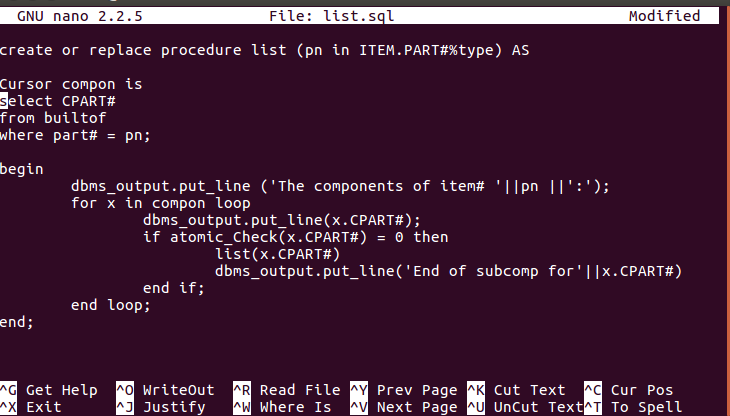 GNU nano 2.2.5 File: list.sql Modified
create or replace procedure list (pn in ITEM.PART#%type) AS
Cursor compon is
select CPART#
from builtof
where part# = pn;
begin
dbms_output.put_line ('The components of item# '||pn ||':');
for x in compon loop
dbms_output.put_line(x.CPART#);
if atomic_Check(x.CPART#) = 0 then
list(x.CPART#)
dbms_output.put_line('End of subcomp for'||x.CPART#)
end if;
end loop;
end;
^G Get Help ^O WriteOut ^R Read File ^Y Prev Page ^K Cut Text ^C Cur Pos
^X Exit ^J Justify ^W Where Is ^V Next Page ^U UnCut Text ^T To Spell